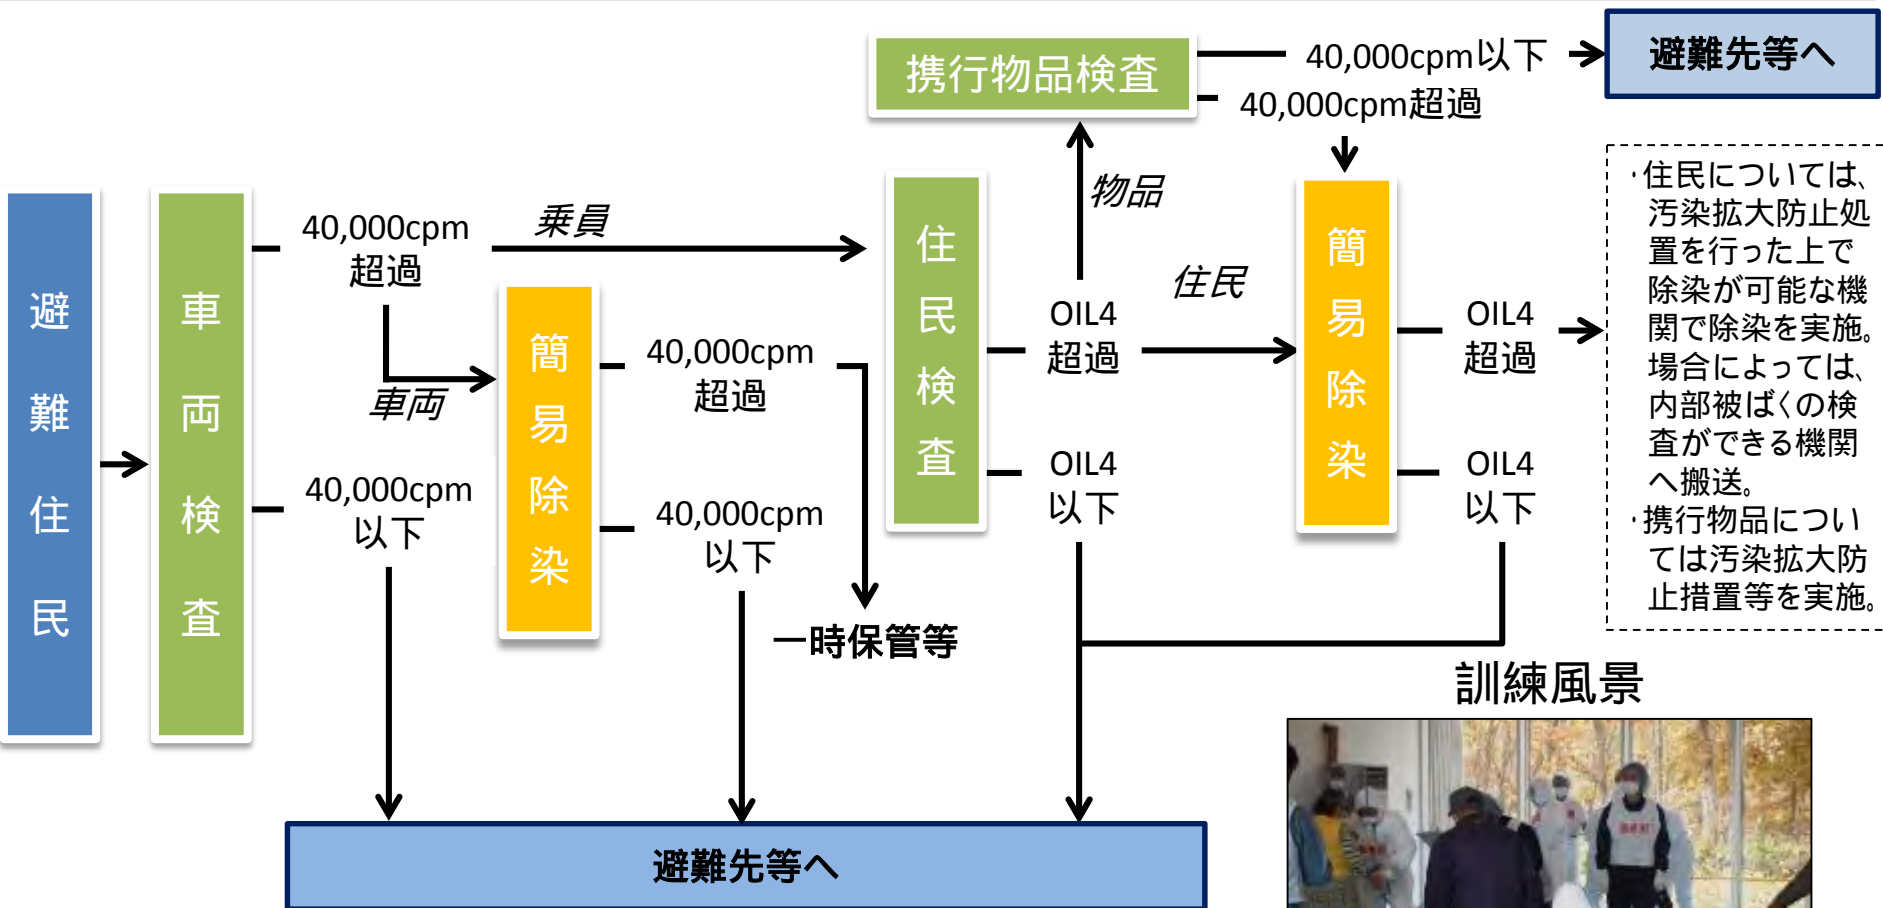 避難住民
車両検査
40,000cpm
超過
乗員
車両
40,000cpm
以下
簡易除染
40,000cpm
超過
40,000cpm
以下
一時保管等
住民検査
物品
携行物品検査
40,000cpm以下
40,000cpm超過
避難先等へ
OIL4
超過
住民
OIL4
以下
簡易除染
OIL4
超過
OIL4
以下
・住民については、
汚染拡大防止処
置を行った上で
除染が可能な機
関で除染を実施。
場合によっては、
内部被ばくの検
査ができる機関
へ搬送。
・携行物品につい
ては汚染拡大防
止措置等を実施。
訓練風景
避難先等へ